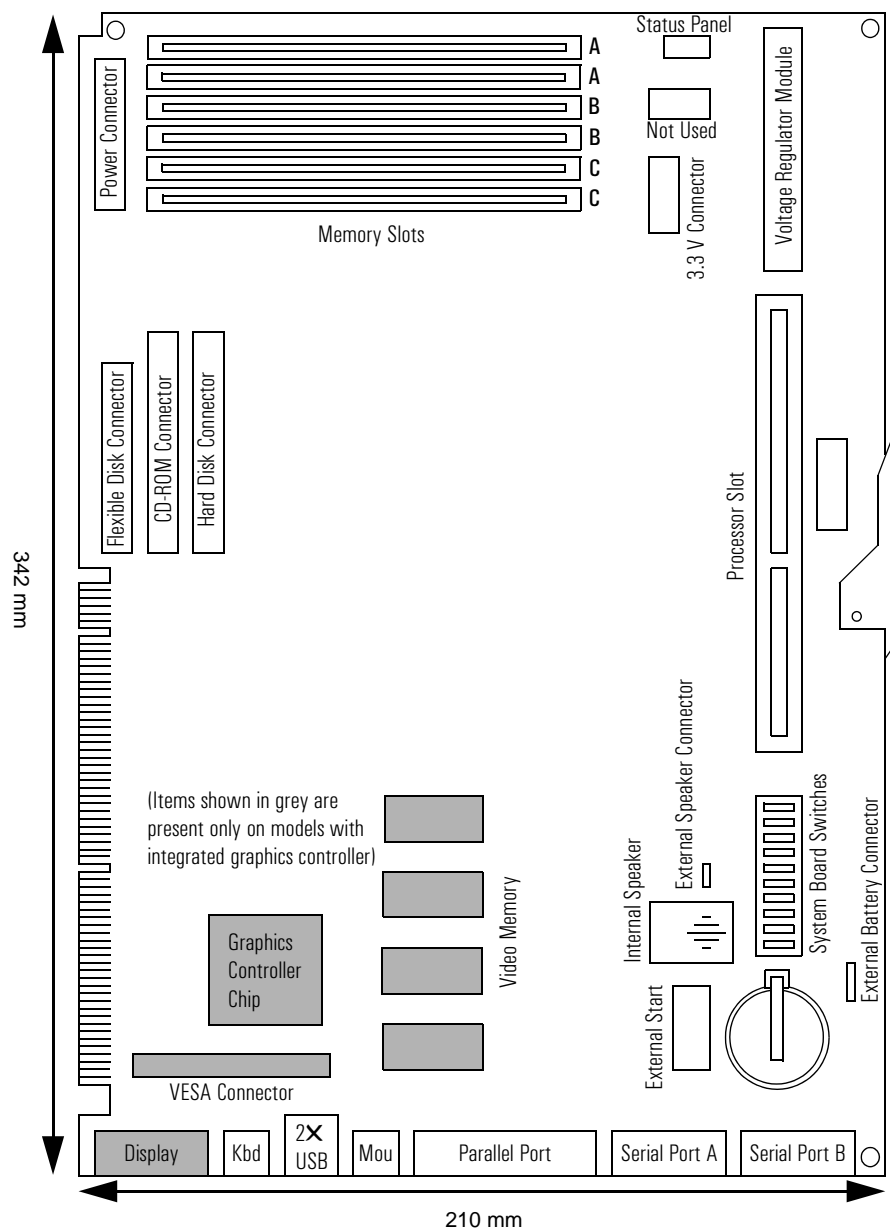 Status Panel
A
A
B
B
C
C
Power Connector
Memory Slots
Not Used
3.3 V Connector
Voltage Regulator Module
Flexible Disk Connector
CD-ROM Connector
Hard Disk Connector
Processor Slot
342 mm
(Items shown in grey are
present only on models with
integrated graphics controller)
Video Memory
Graphics
Controller
Chip
VESA Connector
External Speaker Connector
Internal Speaker
System Board Switches
External Battery Connector
External Start
Display
Kbd
2X
USB
Mou
Parallel Port
Serial Port A
Serial Port B
210 mm